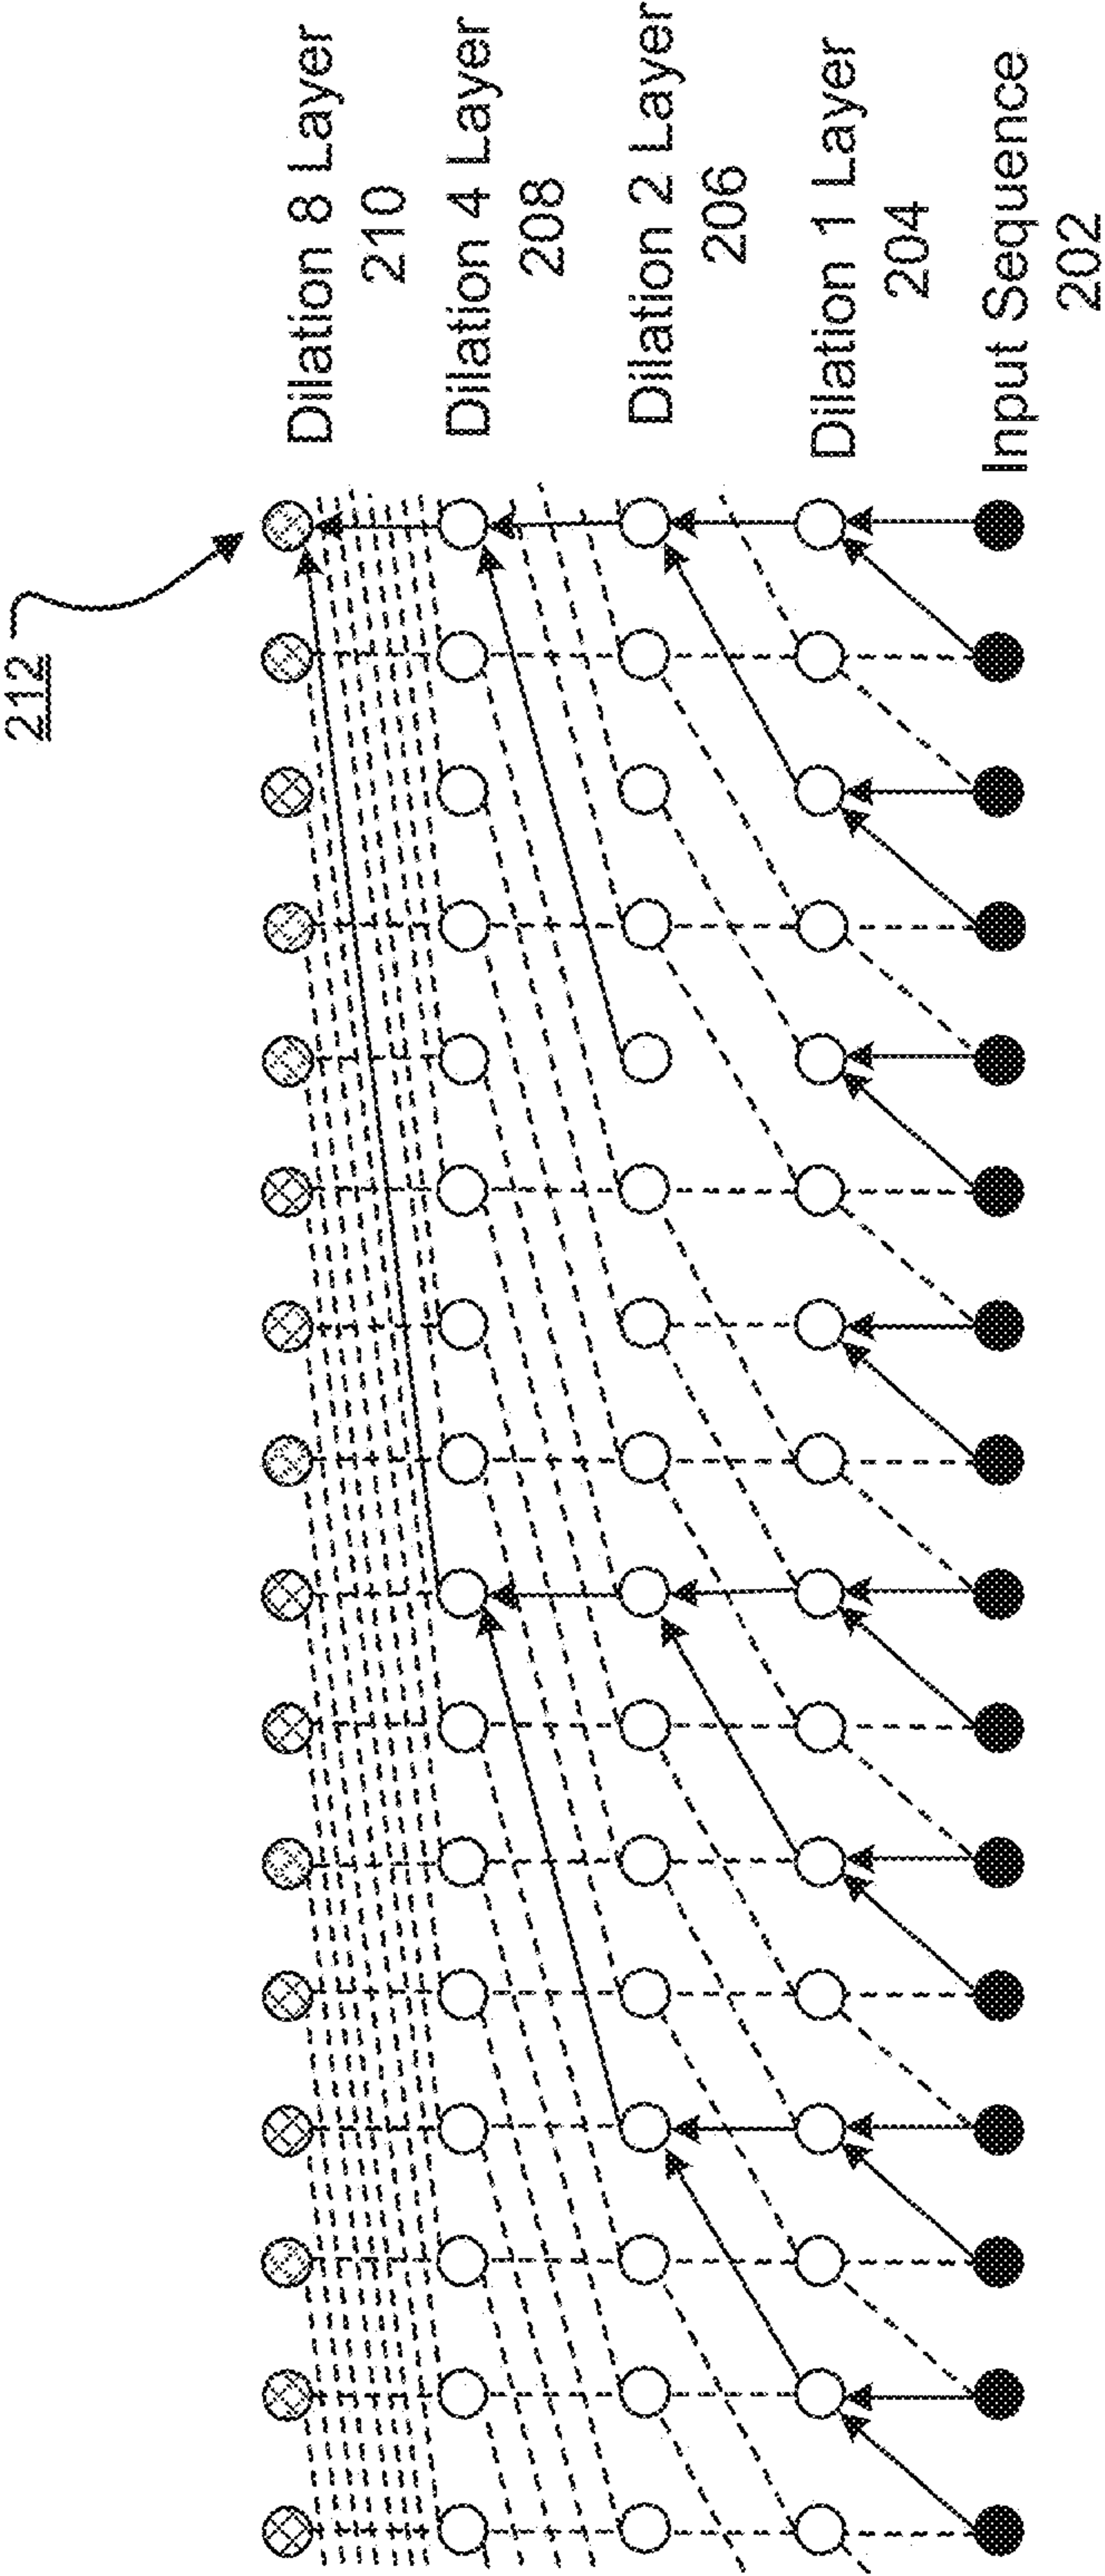 212
Dilation 8 Layer
210
Dilation 4 Layer
208
Dilation 2 Layer
206
Dilation 1 Layer
204
Input Sequence
202